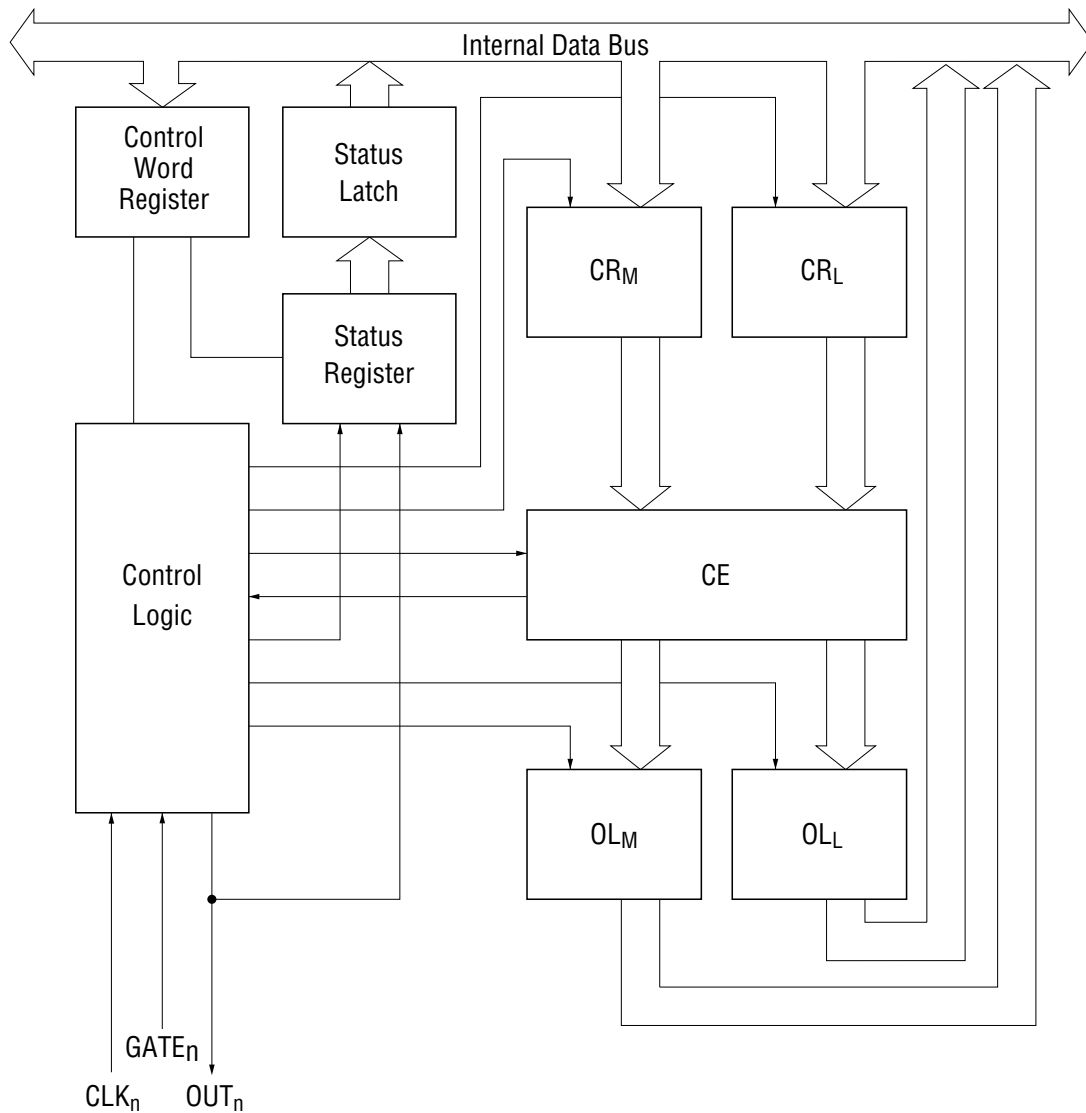 Internal Data Bus
Control
Word
Register
Status
Latch
CR_M
CR_L
Status
Register
Control
Logic
CE
OL_M
OL_L
GATE_n
CLK_n
OUT_n